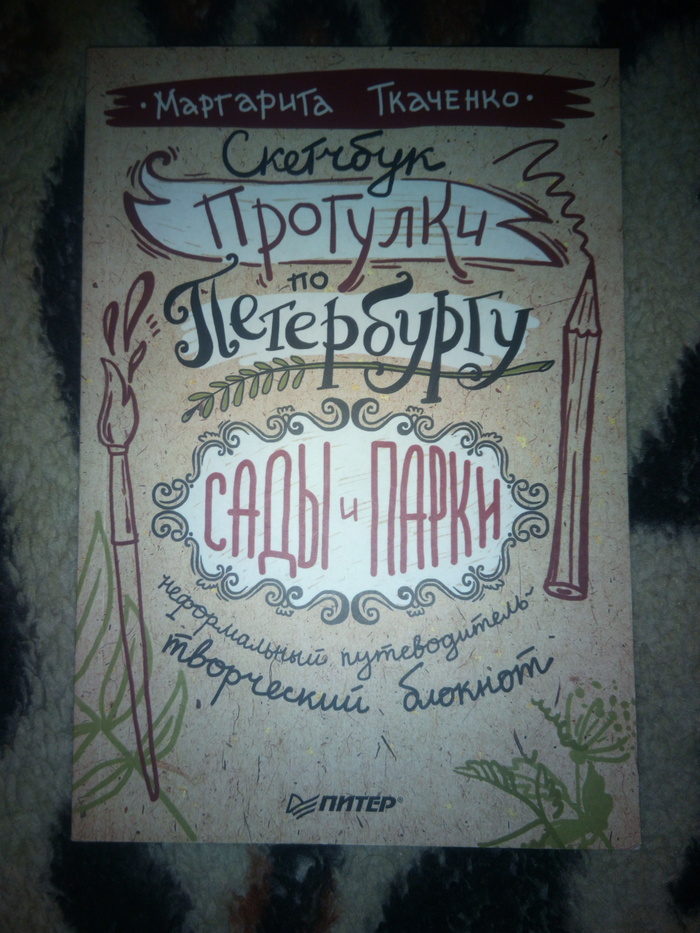 ·Маргарита Ткаченко·
Скетчбук
Прогулки
по
Петербургу
САДЫ и ПАРКИ
неформальный путеводитель-
творческий блокнот
ПИТЕР®